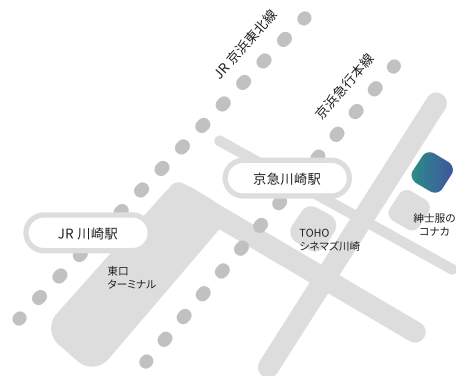 JR 京浜東北線
京浜急行本線
京急川崎駅
JR 川崎駅
TOHO
シネマズ川崎
紳士服の
コナカ
東口
ターミナル